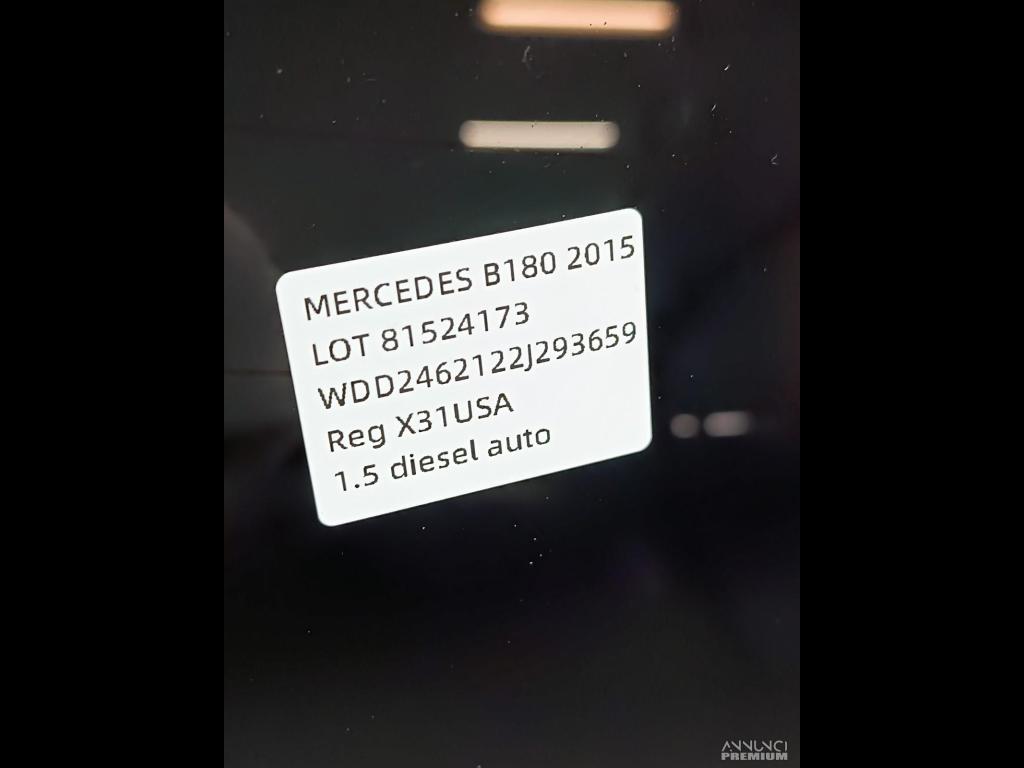 MERCEDES B180 2015
LOT 81524173
WDD2462122J293659
Reg X31USA
1.5 diesel auto
ANNUNCI
PREMIUM